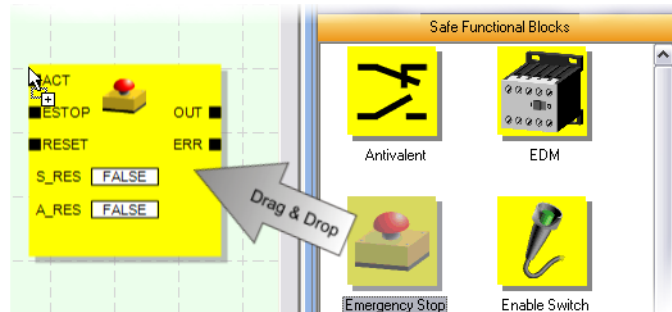 ACT
ESTOP OUT
RESET ERR
S_RES FALSE
A_RES FALSE
Drag & Drop
Safe Functional Blocks
Antivalent EDM
Emergency Stop Enable Switch